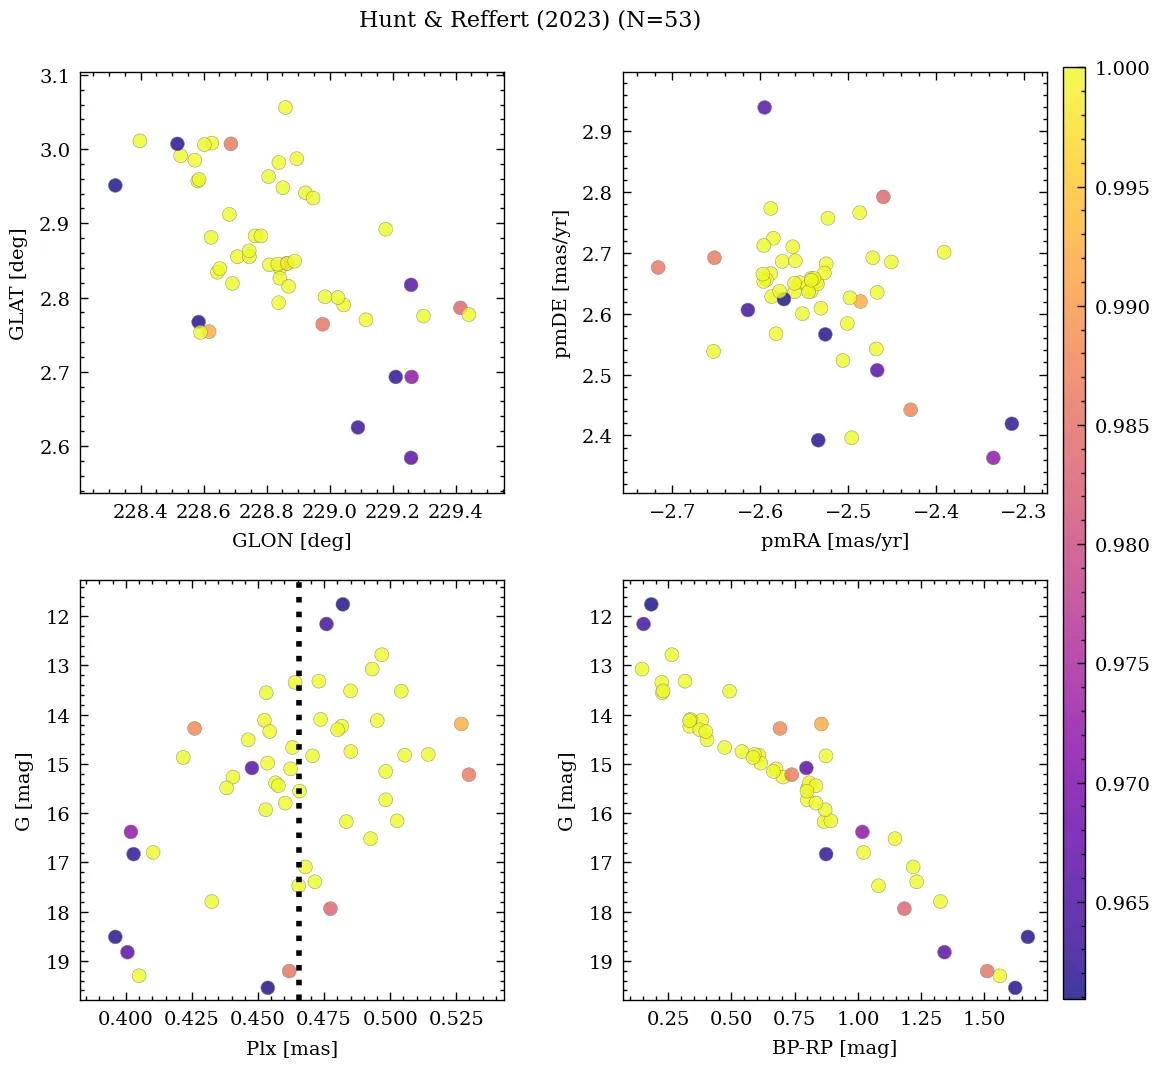 Hunt & Reffert (2023) (N=53)
3.1
3.0
2.9
2.8
2.7
2.6
GLAT [deg]
228.4 228.6 228.8 229.0 229.2 229.4
GLON [deg]
2.9
2.8
2.7
2.6
2.5
2.4
pmDE [mas/yr]
−2.7 −2.6 −2.5 −2.4 −2.3
pmRA [mas/yr]
12
13
14
15
16
17
18
19
G [mag]
0.400 0.425 0.450 0.475 0.500 0.525
Plx [mas]
12
13
14
15
16
17
18
19
G [mag]
0.25 0.50 0.75 1.00 1.25 1.50
BP-RP [mag]
1.000
0.995
0.990
0.985
0.980
0.975
0.970
0.965